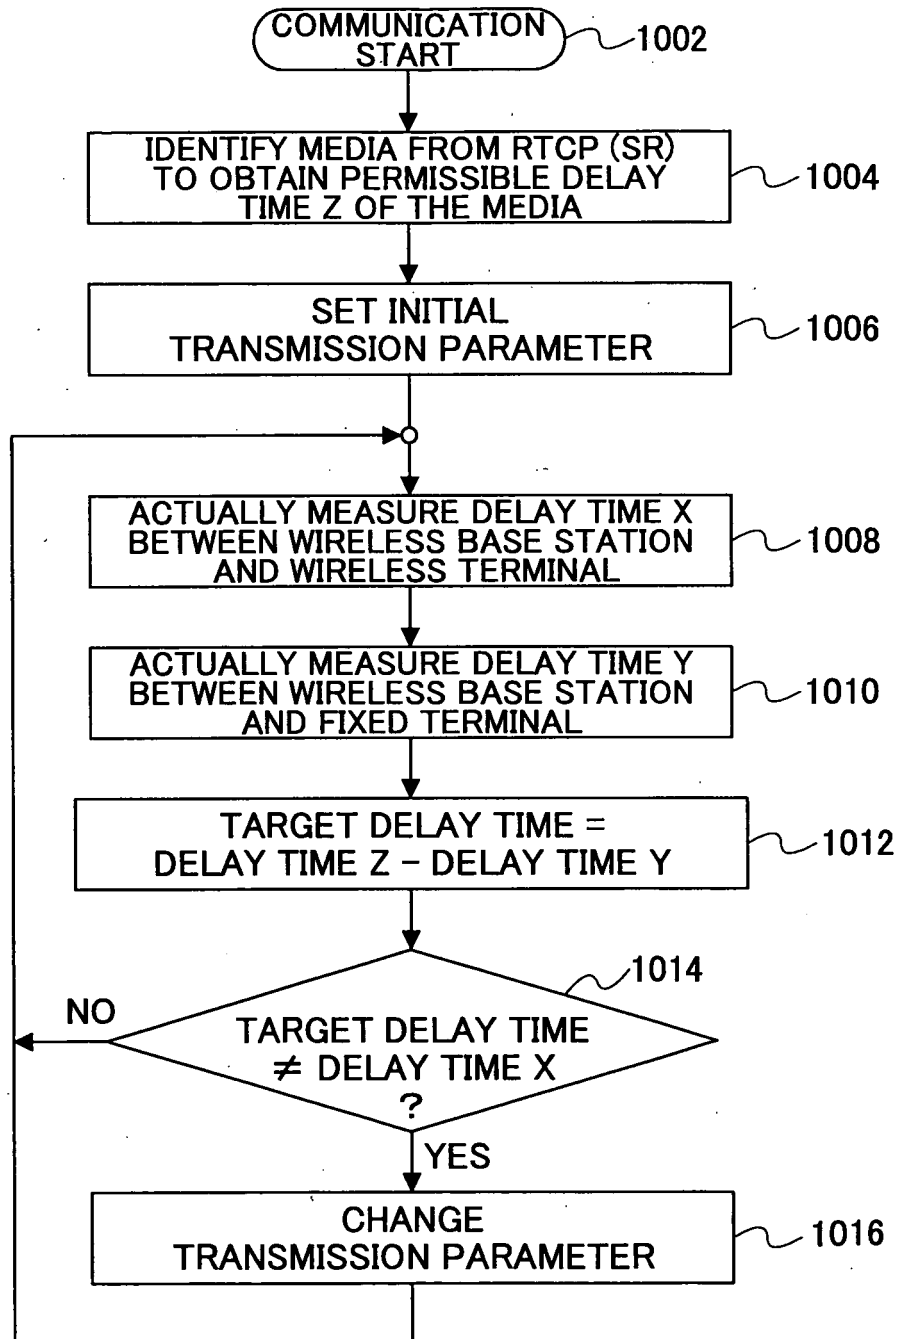 COMMUNICATION
START
1002
IDENTIFY MEDIA FROM RTCP (SR)
TO OBTAIN PERMISSIBLE DELAY
TIME Z OF THE MEDIA
1004
SET INITIAL
TRANSMISSION PARAMETER
1006
ACTUALLY MEASURE DELAY TIME X
BETWEEN WIRELESS BASE STATION
AND WIRELESS TERMINAL
1008
ACTUALLY MEASURE DELAY TIME Y
BETWEEN WIRELESS BASE STATION
AND FIXED TERMINAL
1010
TARGET DELAY TIME =
DELAY TIME Z − DELAY TIME Y
1012
1014
NO
TARGET DELAY TIME
≠ DELAY TIME X
?
YES
CHANGE
TRANSMISSION PARAMETER
1016